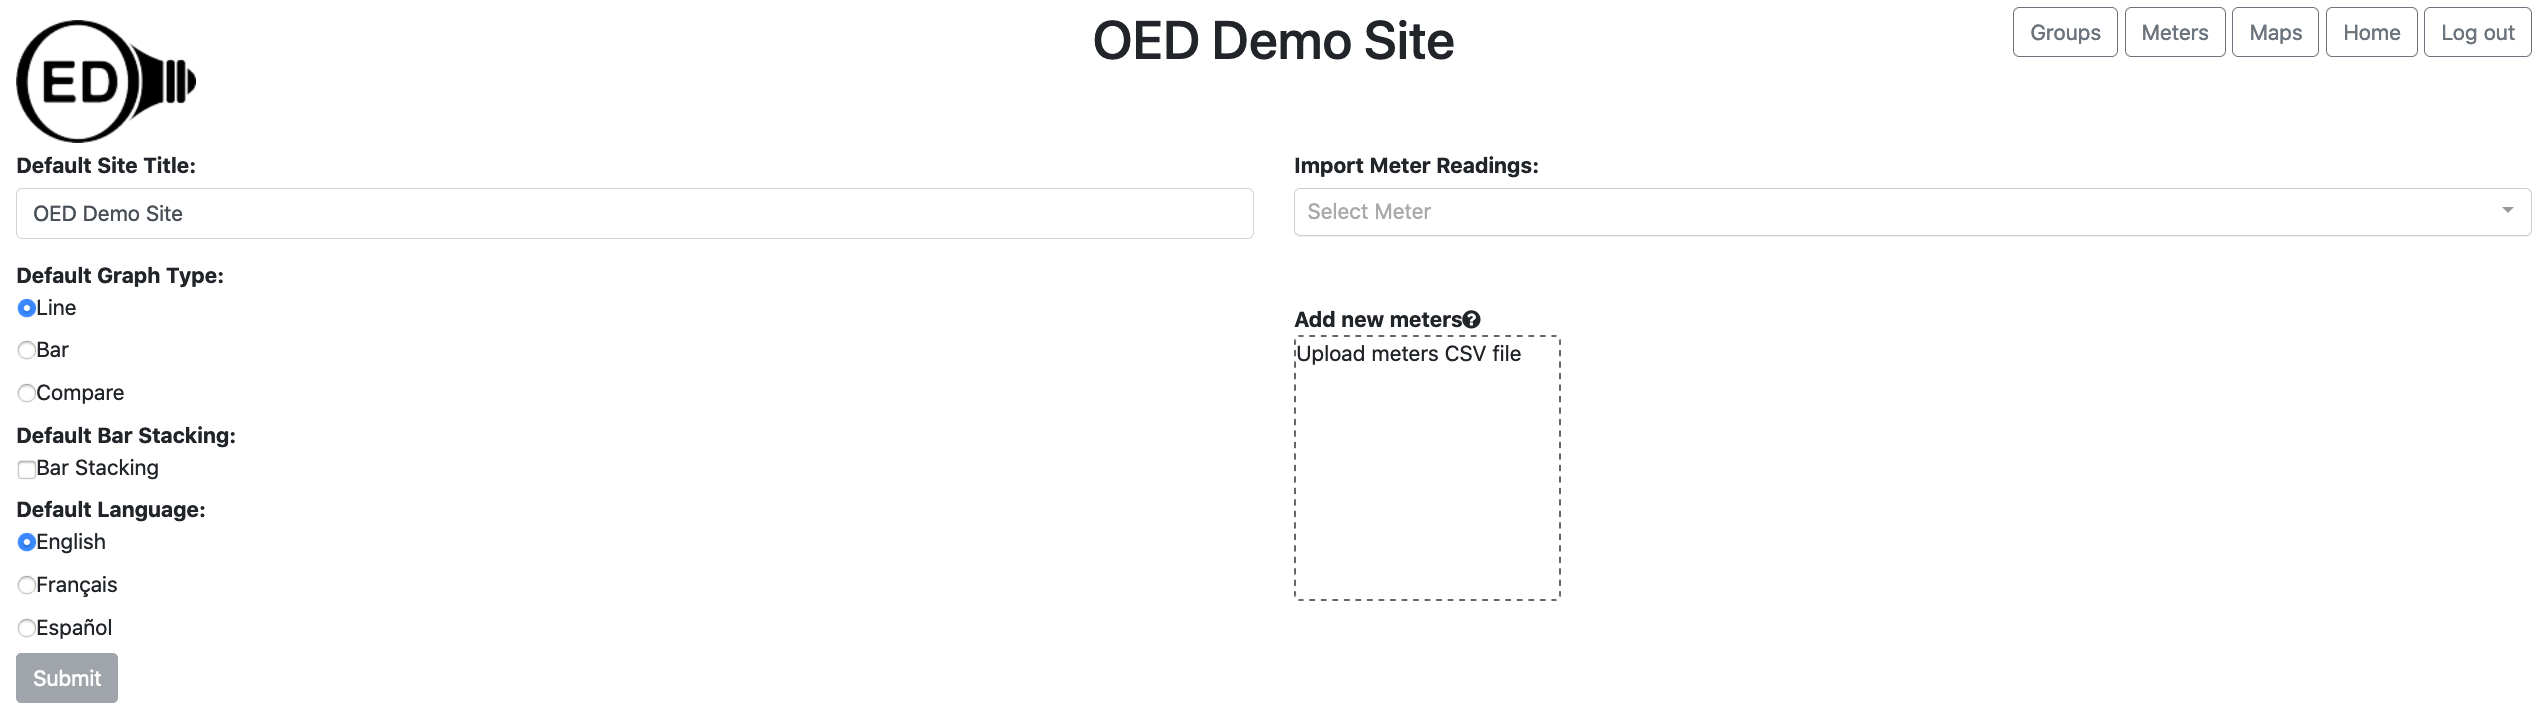 ED
OED Demo Site
Groups
Meters
Maps
Home
Log out
Default Site Title:
OED Demo Site
Default Graph Type:
Line
Bar
Compare
Default Bar Stacking:
Bar Stacking
Default Language:
English
Français
Español
Submit
Import Meter Readings:
Select Meter
Add new meters?
Upload meters CSV file